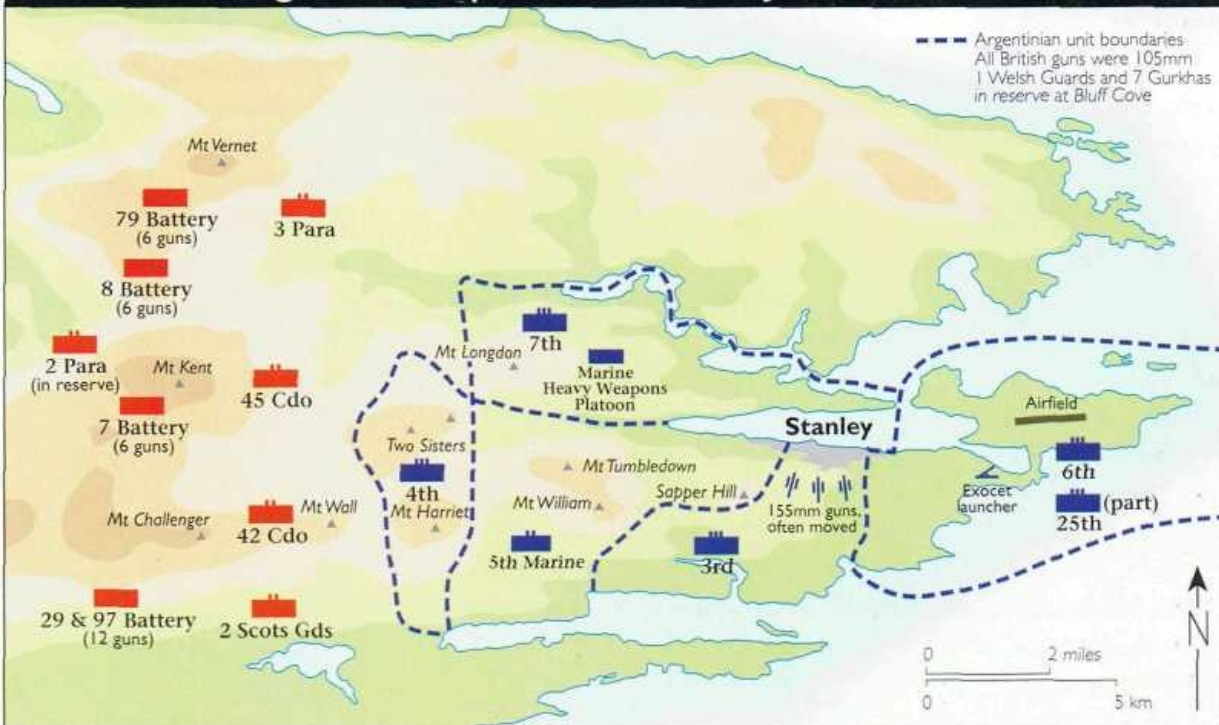 Argentinian unit boundaries
All British guns were 105mm
1 Welsh Guards and 7 Gurkhas
in reserve at Bluff Cove
Mt Vernet
79 Battery
(6 guns)
3 Para
8 Battery
(6 guns)
2 Para
(in reserve)
Mt Kent
45 Cdo
7 Battery
(6 guns)
Mt Longdon
7th
Marine
Heavy Weapons
Platoon
Two Sisters
4th
Mt Harriet
Stanley
Airfield
Mt Tumbledown
Mt William
Sapper Hill
155mm guns,
often moved
Exocet
launcher
6th
25th (part)
Mt Challenger
42 Cdo
Mt Wall
5th Marine
3rd
29 & 97 Battery
(12 guns)
2 Scots Gds
N
0 2 miles
0 5 km